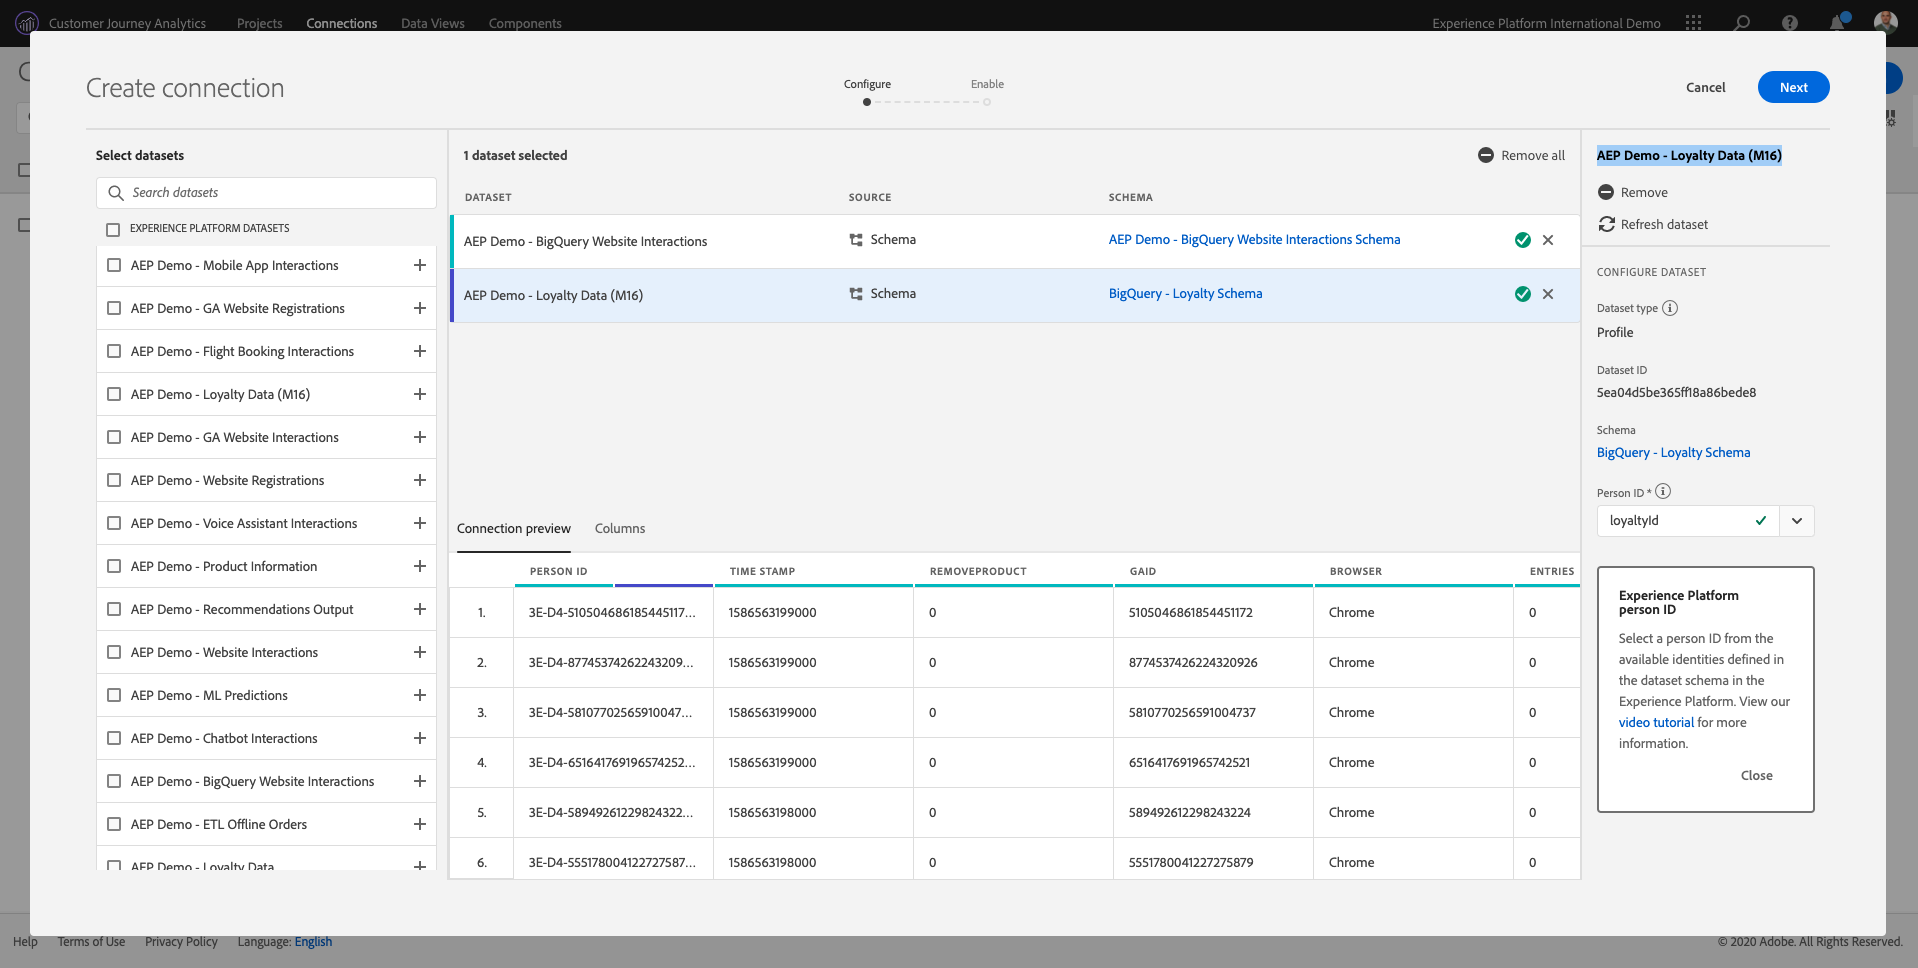 Customer Journey Analytics Projects Connections Data Views Components Experience Platform International Demo
Create connection
Configure Enable
Cancel Next
Select datasets
Search datasets
EXPERIENCE PLATFORM DATASETS
AEP Demo - Mobile App Interactions
AEP Demo - GA Website Registrations
AEP Demo - Flight Booking Interactions
AEP Demo - Loyalty Data (M16)
AEP Demo - GA Website Interactions
AEP Demo - Website Registrations
AEP Demo - Voice Assistant Interactions
AEP Demo - Product Information
AEP Demo - Recommendations Output
AEP Demo - Website Interactions
AEP Demo - ML Predictions
AEP Demo - Chatbot Interactions
AEP Demo - BigQuery Website Interactions
AEP Demo - ETL Offline Orders
AEP Demo - Loyalty Data
1 dataset selected Remove all
DATASET SOURCE SCHEMA
AEP Demo - BigQuery Website Interactions Schema AEP Demo - BigQuery Website Interactions Schema
AEP Demo - Loyalty Data (M16) Schema BigQuery - Loyalty Schema
Connection preview Columns
PERSON ID TIME STAMP REMOVEPRODUCT GAID BROWSER ENTRIES
1. 3E-D4-510504686185445117... 1586563199000 0 5105046861854451172 Chrome 0
2. 3E-D4-87745374262243209... 1586563199000 0 8774537426224320926 Chrome 0
3. 3E-D4-58107702565910047... 1586563199000 0 5810770256591004737 Chrome 0
4. 3E-D4-651641769196574252... 1586563199000 0 6516417691965742521 Chrome 0
5. 3E-D4-58949261229824322... 1586563198000 0 589492612298243224 Chrome 0
6. 3E-D4-555178004122727587... 1586563198000 0 5551780041227275879 Chrome 0
AEP Demo - Loyalty Data (M16)
Remove
Refresh dataset
CONFIGURE DATASET
Dataset type
Profile
Dataset ID
5ea04d5be365ff18a86bede8
Schema
BigQuery - Loyalty Schema
Person ID *
loyaltyId
Experience Platform
person ID
Select a person ID from the
available identities defined in
the dataset schema in the
Experience Platform. View our
video tutorial for more
information.
Close
Help Terms of Use Privacy Policy Language: English © 2020 Adobe. All Rights Reserved.